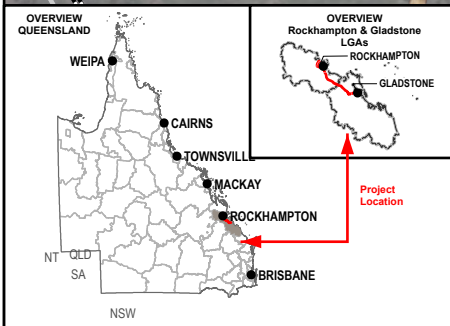 OVERVIEW
QUEENSLAND
WEIPA
CAIRNS
TOWNSVILLE
MACKAY
ROCKHAMPTON
BRISBANE
NT
QLD
SA
NSW
OVERVIEW
Rockhampton & Gladstone
LGAs
ROCKHAMPTON
GLADSTONE
Project
Location